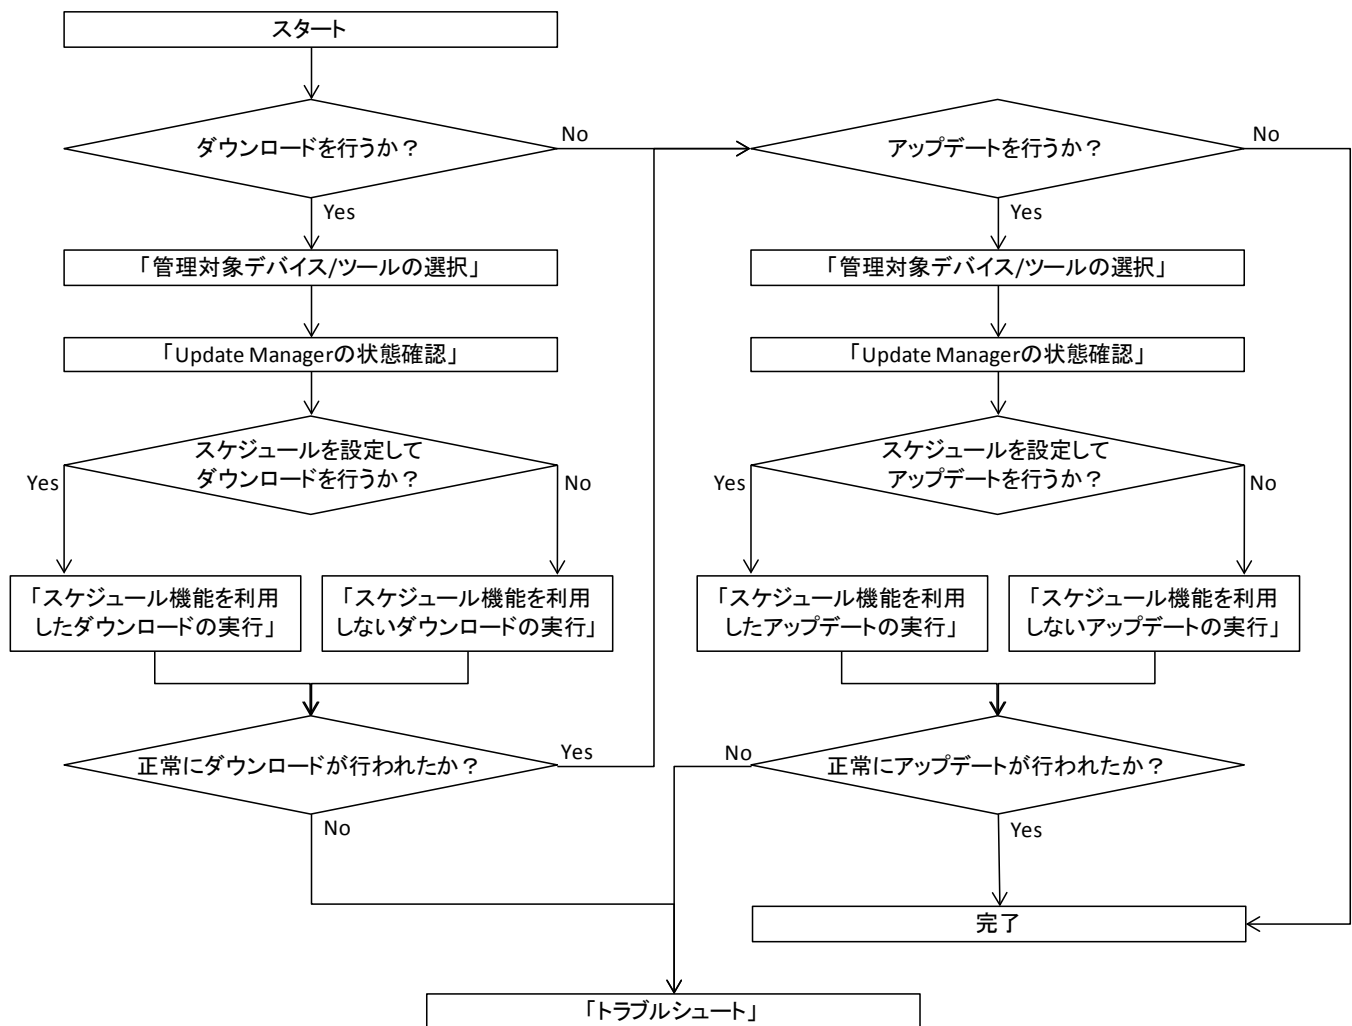 スタート
ダウンロードを行うか？
No
Yes
「管理対象デバイス/ツールの選択」
「Update Managerの状態確認」
スケジュールを設定して
ダウンロードを行うか？
Yes
No
「スケジュール機能を利用
したダウンロードの実行」
「スケジュール機能を利用
しないダウンロードの実行」
正常にダウンロードが行われたか？
Yes
No
アップデートを行うか？
No
Yes
「管理対象デバイス/ツールの選択」
「Update Managerの状態確認」
スケジュールを設定して
アップデートを行うか？
Yes
No
「スケジュール機能を利用
したアップデートの実行」
「スケジュール機能を利用
しないアップデートの実行」
正常にアップデートが行われたか？
No
Yes
完了
「トラブルシュート」